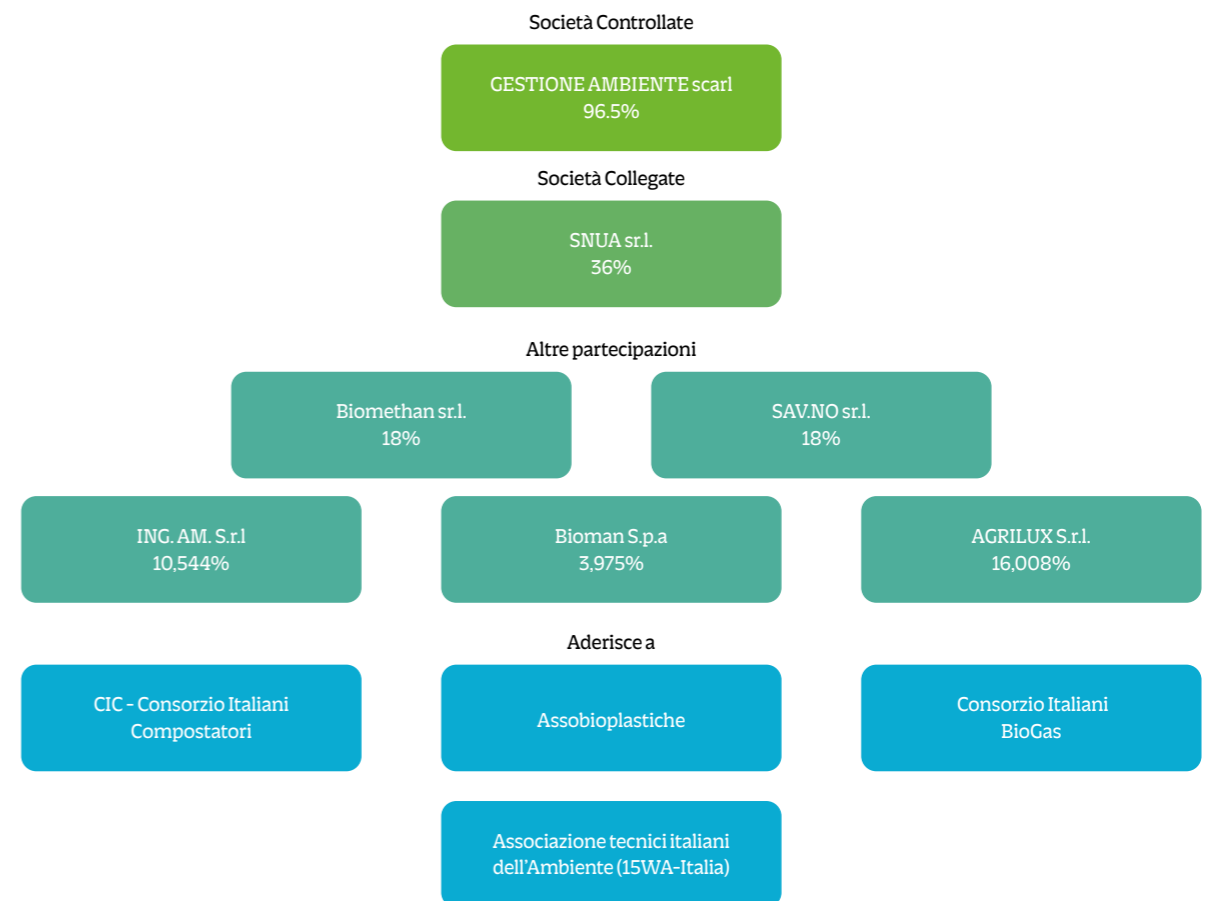 Società Controllate
GESTIONE AMBIENTE scarl
96.5%
Società Collegate
SNUA sr.l.
36%
Altre partecipazioni
Biomethan sr.l.
18%
SAV.NO sr.l.
18%
ING. AM. S.r.l
10,544%
Bioman S.p.a
3,975%
AGRILUX S.r.l.
16,008%
Aderisce a
CIC - Consorzio Italiani
Compostatori
Assobioplastiche
Consorzio Italiani
BioGas
Associazione tecnici italiani
dell'Ambiente (15WA-Italia)